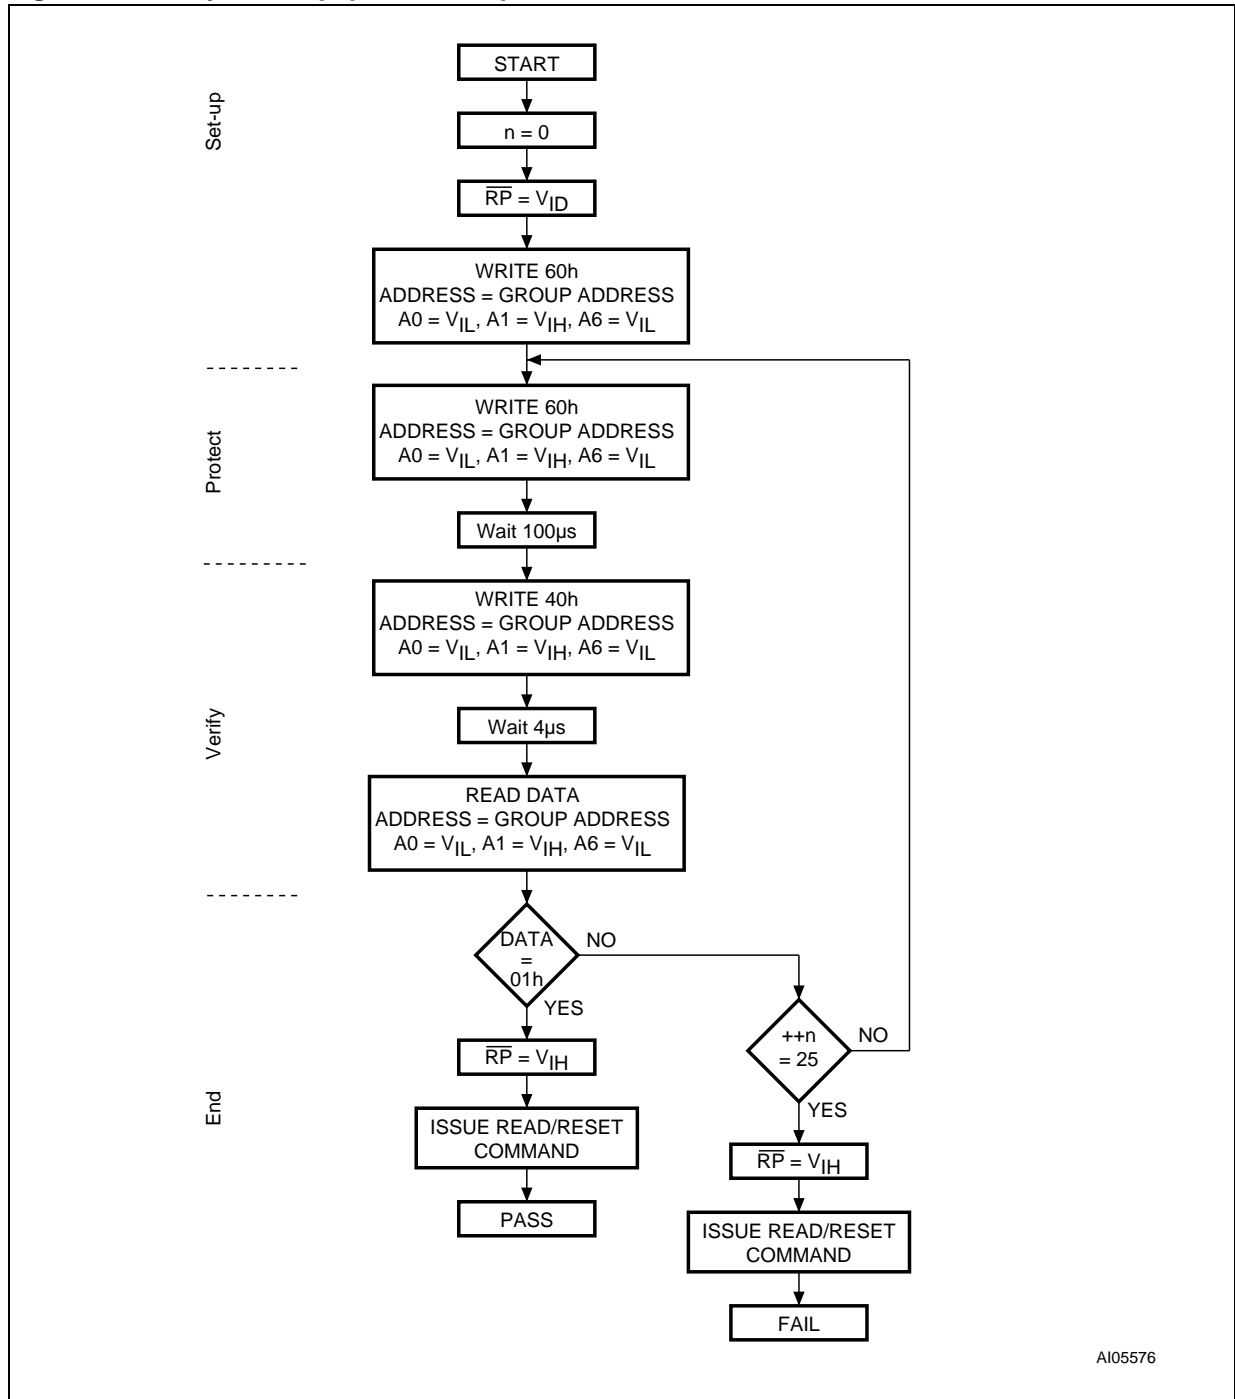 START
Set-up
n = 0
RP = VID
WRITE 60h
ADDRESS = GROUP ADDRESS
A0 = VIL, A1 = VIH, A6 = VIL
Protect
WRITE 60h
ADDRESS = GROUP ADDRESS
A0 = VIL, A1 = VIH, A6 = VIL
Wait 100µs
Verify
WRITE 40h
ADDRESS = GROUP ADDRESS
A0 = VIL, A1 = VIH, A6 = VIL
Wait 4µs
READ DATA
ADDRESS = GROUP ADDRESS
A0 = VIL, A1 = VIH, A6 = VIL
End
DATA
=
01h
NO
YES
++n
= 25
NO
YES
RP = VIH
ISSUE READ/RESET
COMMAND
PASS
RP = VIH
ISSUE READ/RESET
COMMAND
FAIL
AI05576